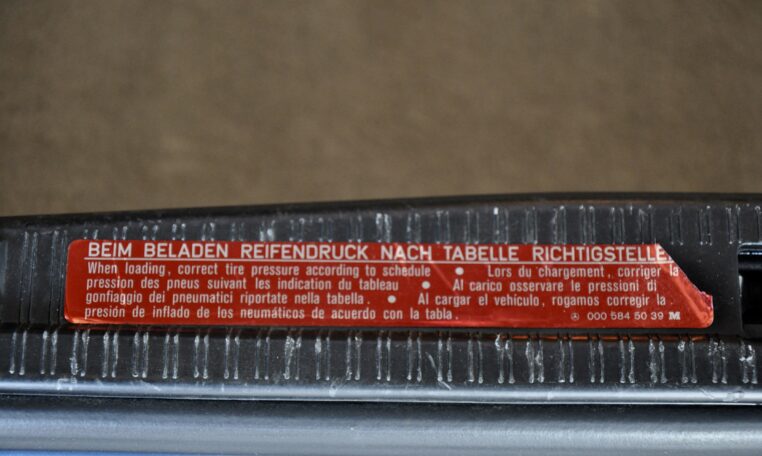 BEIM BELADEN REIFENDRUCK NACH TABELLE RICHTIGSTELLE
When loading, correct tire pressure according to schedule • Lors du chargement, corriger la
pression des pneus suivant les indication du tableau • Al carico osservare le pressioni di
gonfiaggio dei pneumatici riportate nella tabella. • Al cargar el vehículo, rogamos corregir la
presión de inflado de los neumáticos de acuerdo con la tabla. 000 584 50 39 M